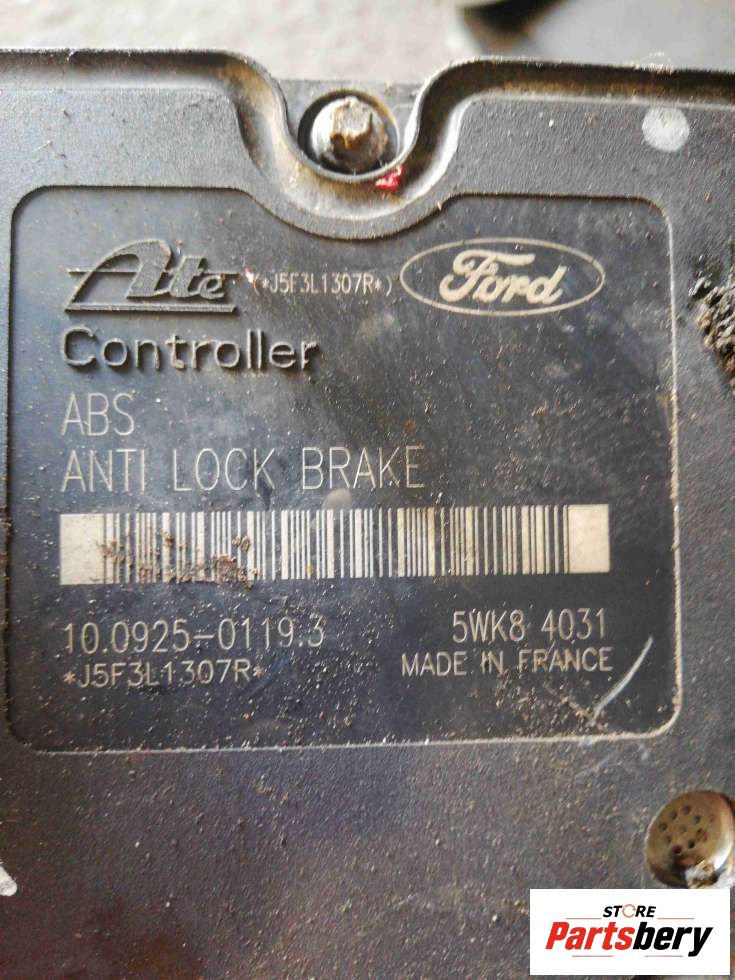 Ate (*J5F3L1307R*) Ford
Controller
ABS
ANTI LOCK BRAKE
10.0925-0119.3 5WK8 4031
*J5F3L1307R* MADE IN FRANCE
STORE
Partsbery